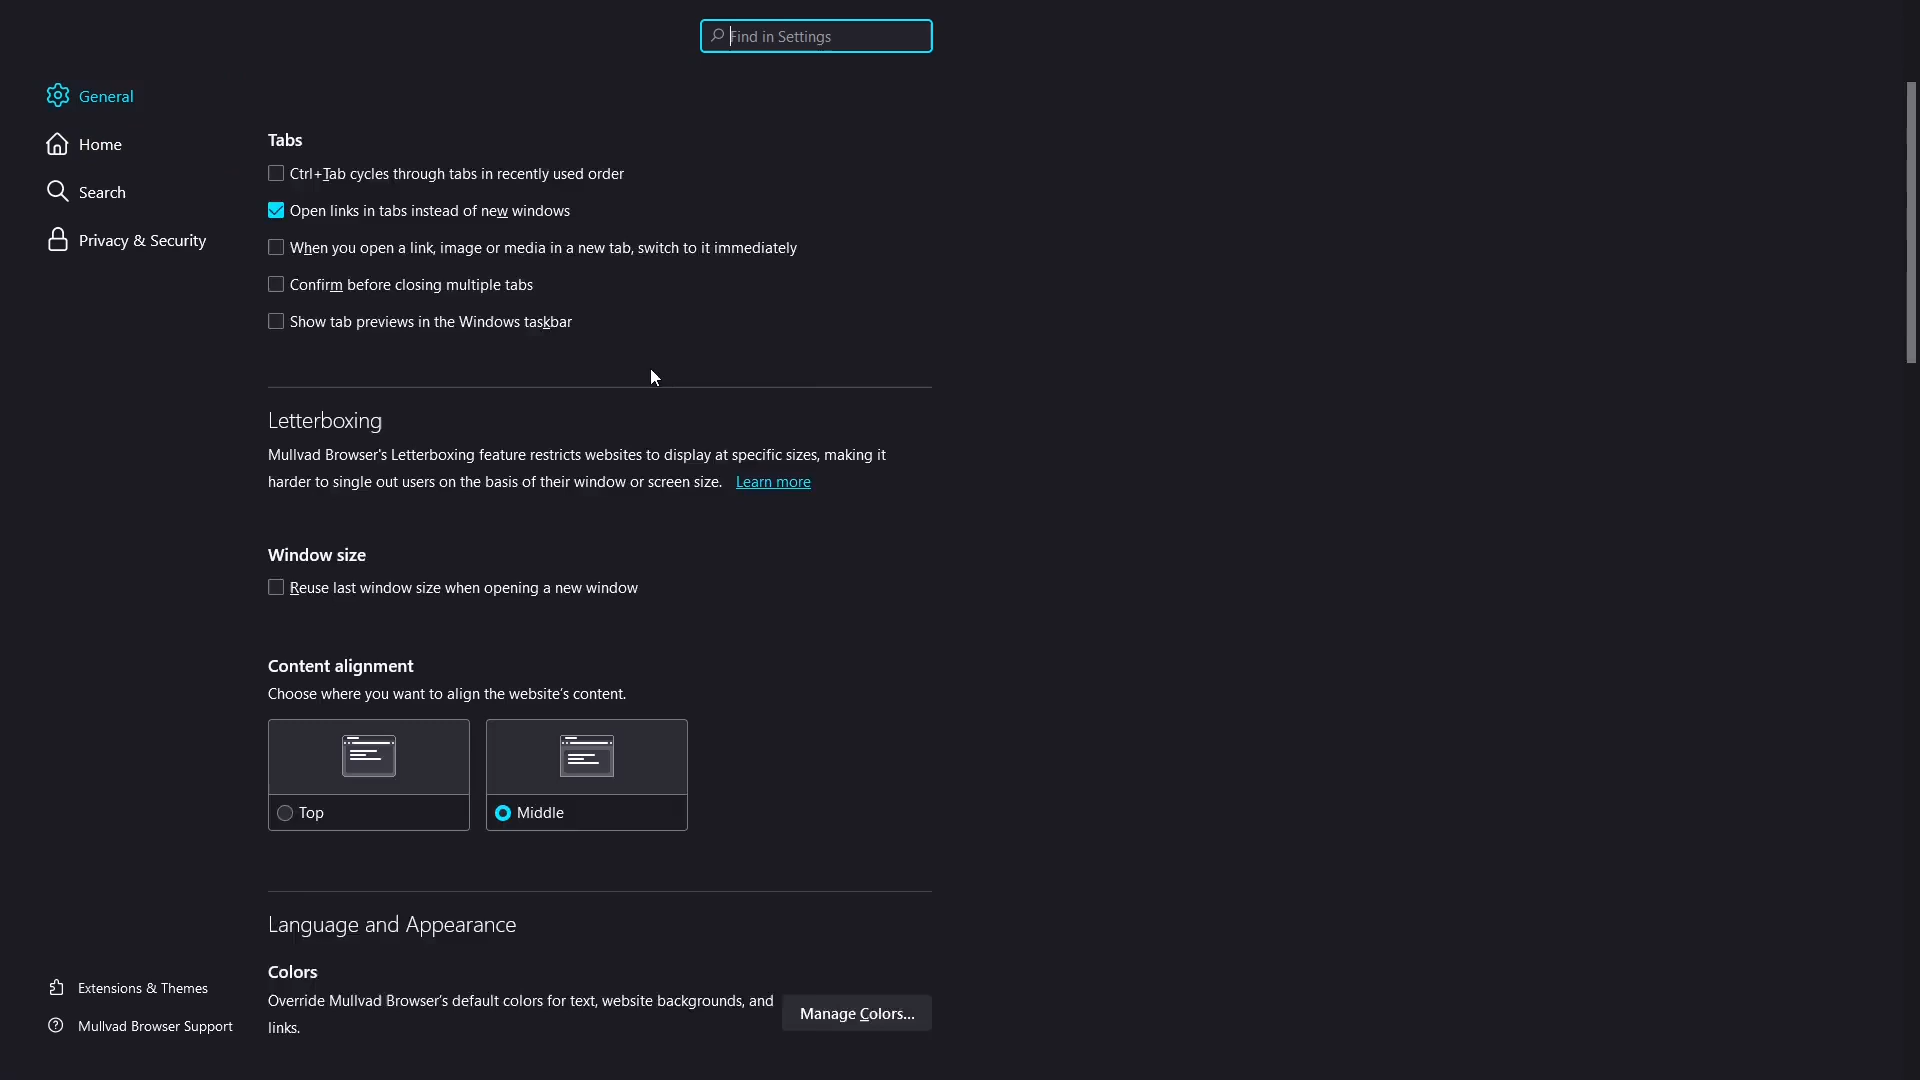 Find in Settings
General
Home
Search
Privacy & Security
Tabs
Ctrl+Tab cycles through tabs in recently used order
Open links in tabs instead of new windows
When you open a link, image or media in a new tab, switch to it immediately
Confirm before closing multiple tabs
Show tab previews in the Windows taskbar
Letterboxing
Mullvad Browser's Letterboxing feature restricts websites to display at specific sizes, making it
harder to single out users on the basis of their window or screen size. Learn more
Window size
Reuse last window size when opening a new window
Content alignment
Choose where you want to align the website's content.
Top
Middle
Language and Appearance
Colors
Override Mullvad Browser's default colors for text, website backgrounds, and
links.
Manage Colors...
Extensions & Themes
Mullvad Browser Support